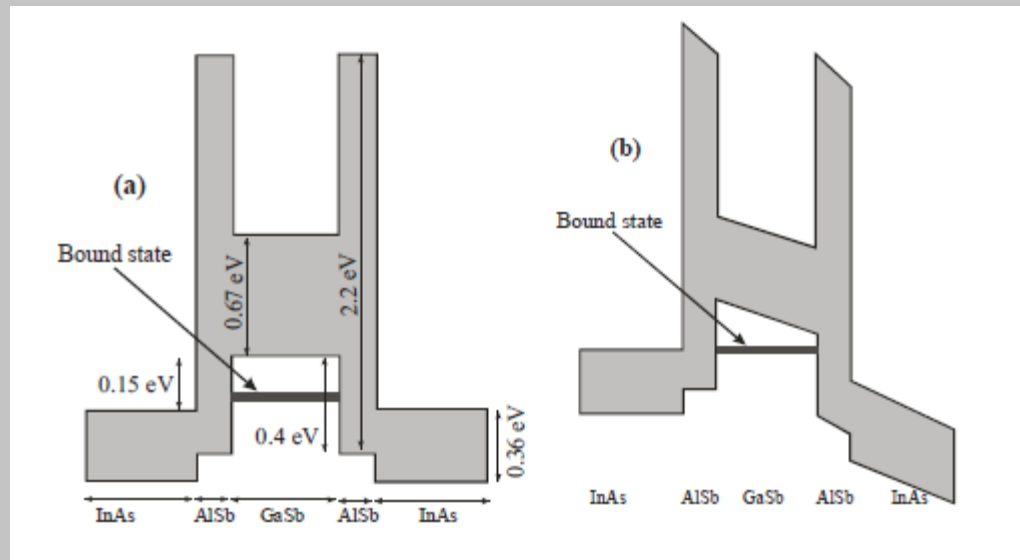 (a)
Bound state
0.67 eV
2.2 eV
0.15 eV
0.4 eV
0.36 eV
InAs AlSb GaSb AlSb InAs
(b)
Bound state
InAs AlSb GaSb AlSb InAs